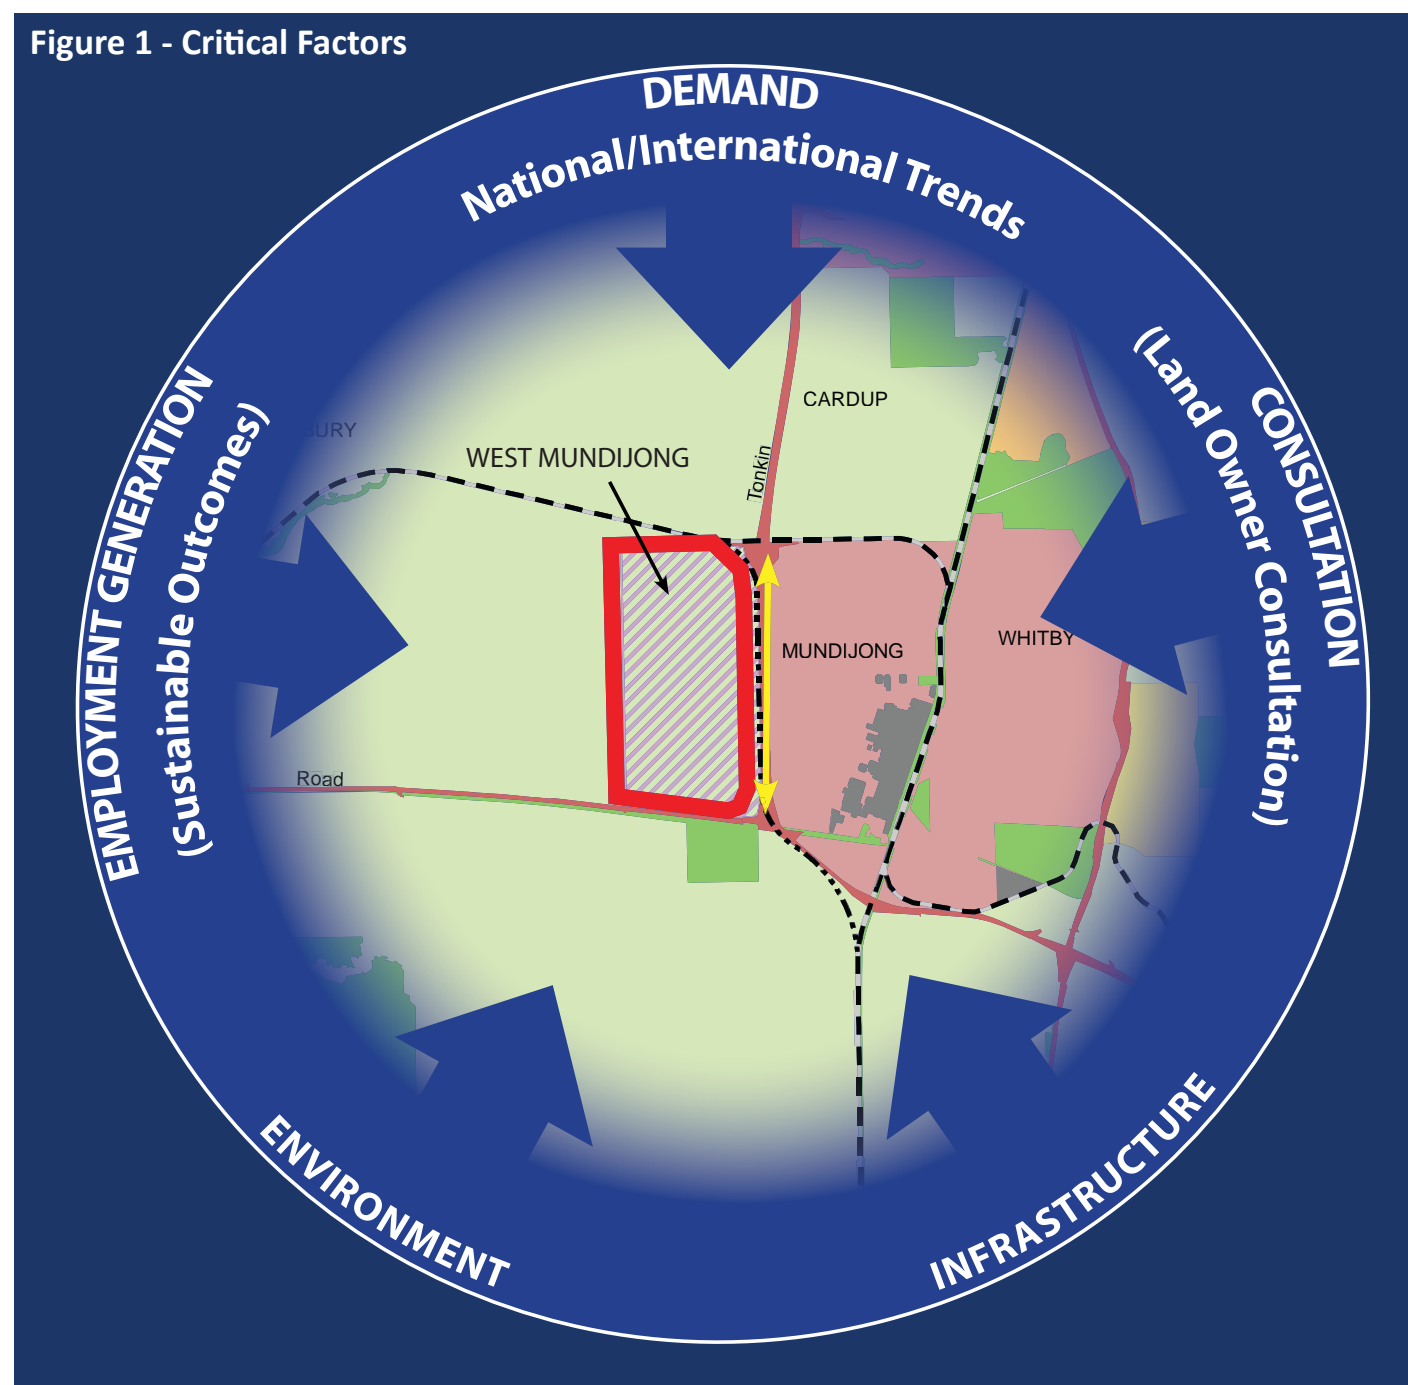 Figure 1 - Critical Factors
DEMAND
National/International Trends
CONSULTATION
(Land Owner Consultation)
EMPLOYMENT GENERATION
(Sustainable Outcomes)
CARDUP
WEST MUNDIJONG
Tonkin
MUNDIJONG
WHITBY
Road
ENVIRONMENT
INFRASTRUCTURE